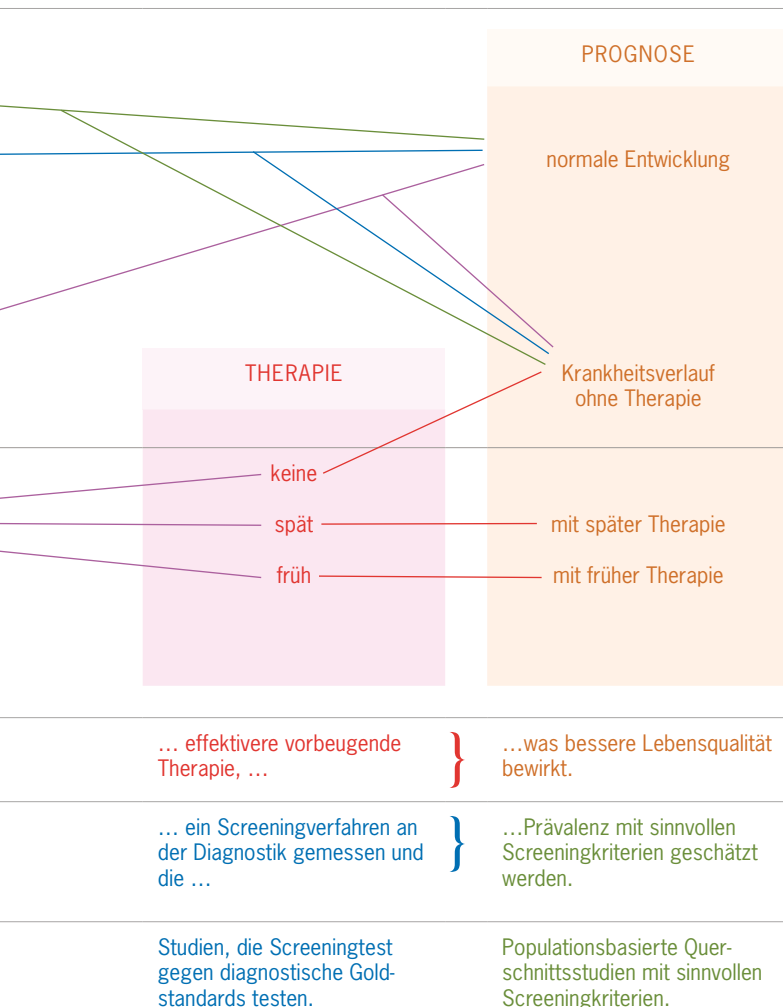 PROGNOSE
normale Entwicklung
THERAPIE
Krankheitsverlauf
ohne Therapie
keine
spät
mit später Therapie
früh
mit früher Therapie
… effektivere vorbeugende
Therapie, …
}
…was bessere Lebensqualität
bewirkt.
… ein Screeningverfahren an
der Diagnostik gemessen und
die …
}
…Prävalenz mit sinnvollen
Screeningkriterien geschätzt
werden.
Studien, die Screeningtest
gegen diagnostische Gold-
standards testen.
Populationsbasierte Quer-
schnittsstudien mit sinnvollen
Screeningkriterien.